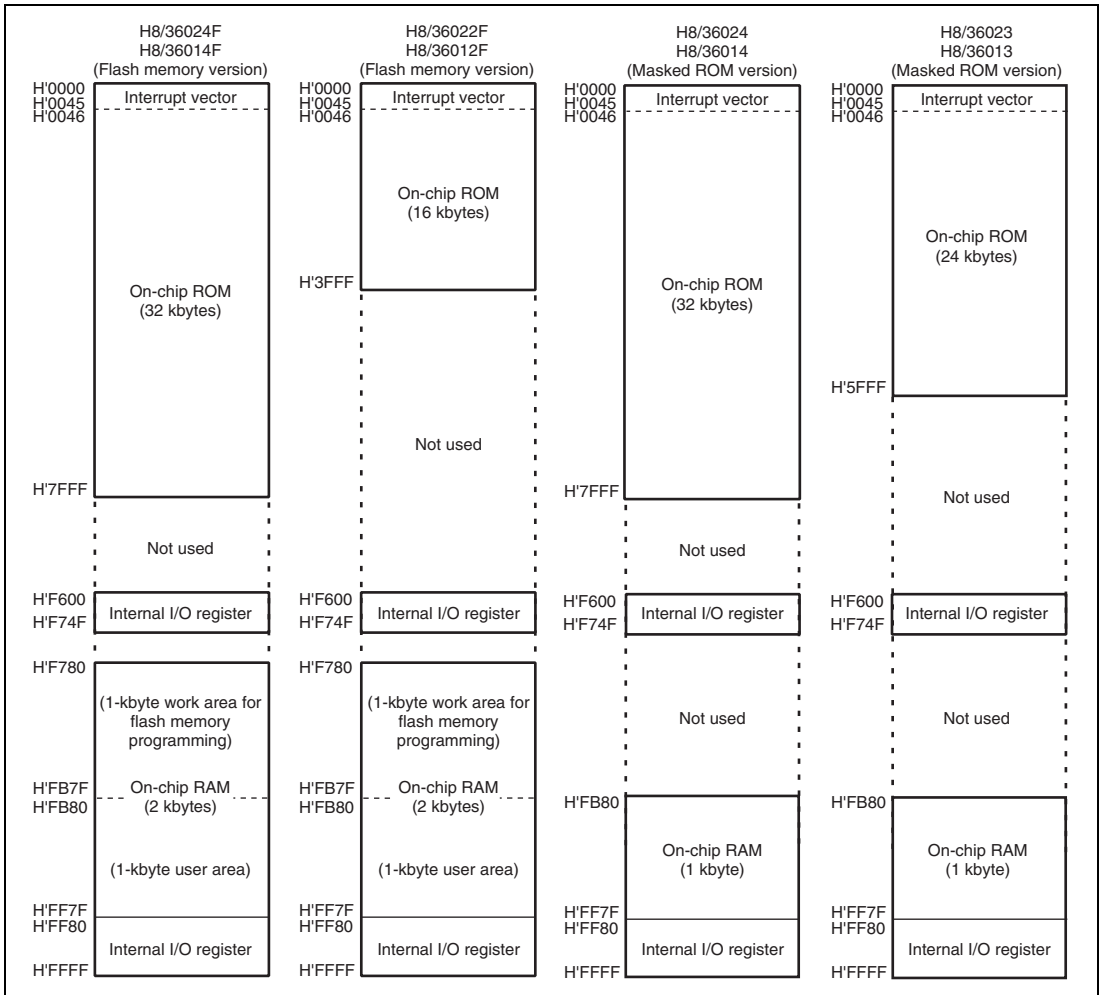 H8/36024F
H8/36014F
(Flash memory version)
H'0000
H'0045
H'0046
Interrupt vector
On-chip ROM
(32 kbytes)
H'7FFF
Not used
H'F600
H'F74F
Internal I/O register
H'F780
(1-kbyte work area for
flash memory
programming)
H'FB7F
H'FB80
On-chip RAM
(2 kbytes)
(1-kbyte user area)
H'FF7F
H'FF80
Internal I/O register
H'FFFF
H8/36022F
H8/36012F
(Flash memory version)
H'0000
H'0045
H'0046
Interrupt vector
On-chip ROM
(16 kbytes)
H'3FFF
Not used
H'F600
H'F74F
Internal I/O register
H'F780
(1-kbyte work area for
flash memory
programming)
H'FB7F
H'FB80
On-chip RAM
(2 kbytes)
(1-kbyte user area)
H'FF7F
H'FF80
Internal I/O register
H'FFFF
H8/36024
H8/36014
(Masked ROM version)
H'0000
H'0045
H'0046
Interrupt vector
On-chip ROM
(32 kbytes)
H'7FFF
Not used
H'F600
H'F74F
Internal I/O register
Not used
H'FB80
On-chip RAM
(1 kbyte)
H'FF7F
H'FF80
Internal I/O register
H'FFFF
H8/36023
H8/36013
(Masked ROM version)
H'0000
H'0045
H'0046
Interrupt vector
On-chip ROM
(24 kbytes)
H'5FFF
Not used
H'F600
H'F74F
Internal I/O register
Not used
H'FB80
On-chip RAM
(1 kbyte)
H'FF7F
H'FF80
Internal I/O register
H'FFFF